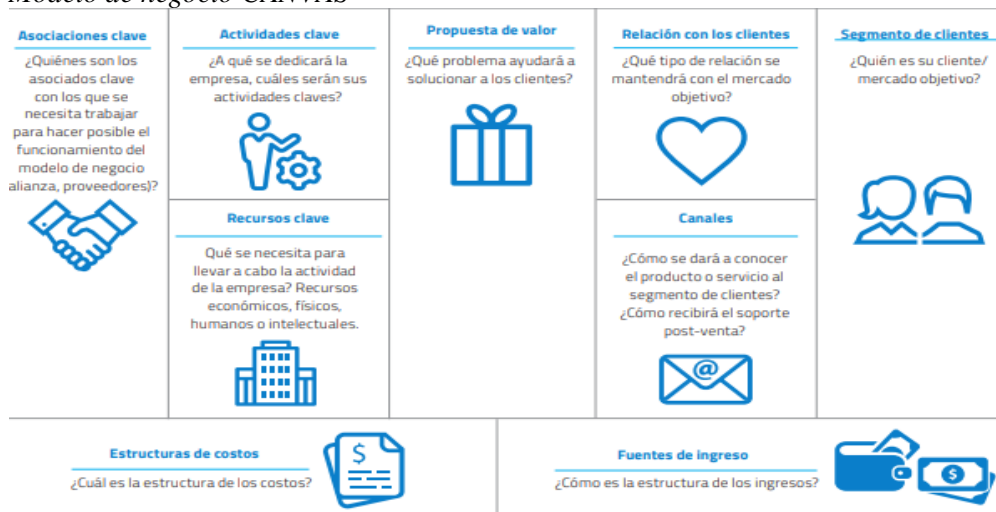 Modelo de negocio CANVAS
Asociaciones clave
¿Quiénes son los
asociados clave
con los que se
necesita trabajar
para hacer posible el
funcionamiento del
modelo de negocio
alianza, proveedores)?
Actividades clave
¿A qué se dedicará la
empresa, cuáles serán sus
actividades claves?
Recursos clave
Qué se necesita para
llevar a cabo la actividad
de la empresa? Recursos
económicos, físicos,
humanos o intelectuales.
Propuesta de valor
¿Qué problema ayudará a
solucionar a los clientes?
Relación con los clientes
¿Qué tipo de relación se
mantendrá con el mercado
objetivo?
Canales
¿Cómo se dará a conocer
el producto o servicio al
segmento de clientes?
¿Cómo recibirá el soporte
post-venta?
@
Segmento de clientes
¿Quién es su cliente/
mercado objetivo?
Estructuras de costos
¿Cuál es la estructura de los costos?
$
Fuentes de ingreso
¿Cómo es la estructura de los ingresos?
$